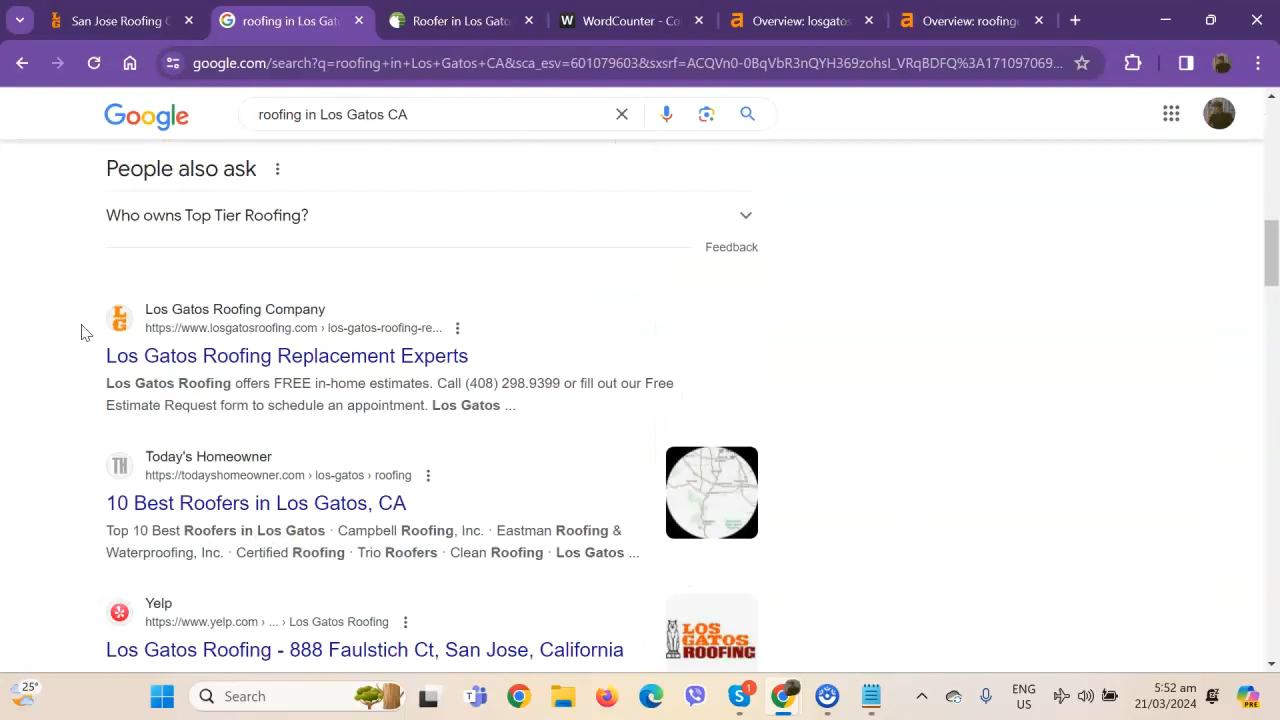 San Jose Roofing C
roofing in Los Gat
Roofer in Los Gato
WordCounter - Co
Overview: losgatos
Overview: roofing
google.com/search?q=roofing+in+Los+Gatos+CA&sca_esv=601079603&sxsrf=ACQVn0-0BqVbR3nQYH369zohsl_VRqBDFQ%3A171097069...
Google
roofing in Los Gatos CA
People also ask
Who owns Top Tier Roofing?
Feedback
LG
Los Gatos Roofing Company
https://www.losgatosroofing.com › los-gatos-roofing-re...
Los Gatos Roofing Replacement Experts
Los Gatos Roofing offers FREE in-home estimates. Call (408) 298.9399 or fill out our Free
Estimate Request form to schedule an appointment. Los Gatos ...
TH
Today's Homeowner
https://todayshomeowner.com › los-gatos › roofing
10 Best Roofers in Los Gatos, CA
Top 10 Best Roofers in Los Gatos · Campbell Roofing, Inc. · Eastman Roofing &
Waterproofing, Inc. · Certified Roofing · Trio Roofers · Clean Roofing · Los Gatos ...
Yelp
https://www.yelp.com › ... › Los Gatos Roofing
Los Gatos Roofing - 888 Faulstich Ct, San Jose, California
LOS
GATOS
ROOFING
25°
Search
1
ENG
US
5:52 am
21/03/2024
PRE